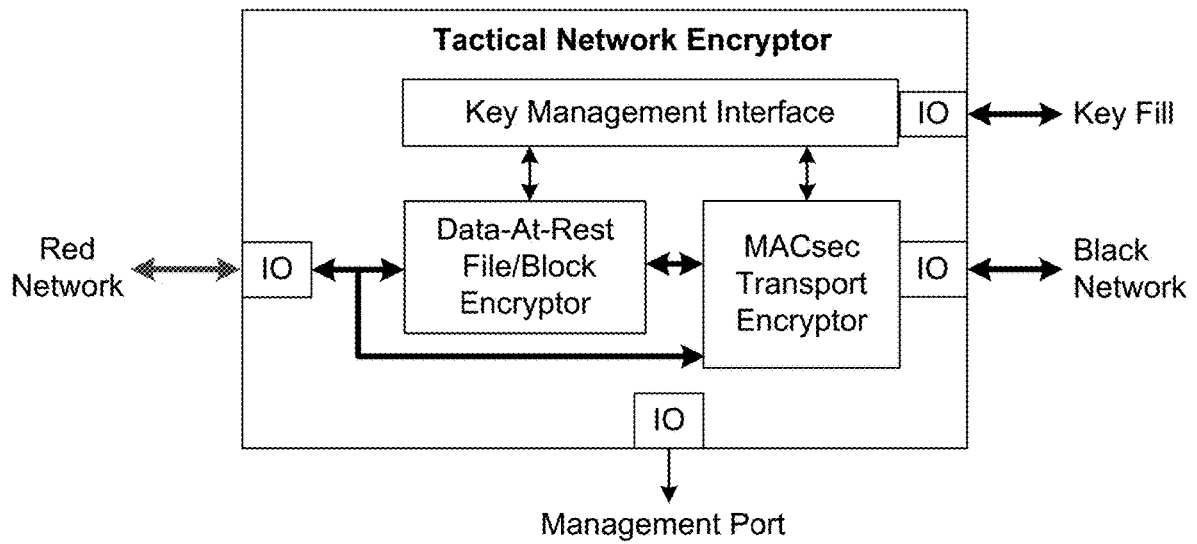 Tactical Network Encryptor
Key Management Interface
IO
Key Fill
Red
Network
IO
Data-At-Rest
File/Block
Encryptor
MACsec
Transport
Encryptor
IO
Black
Network
IO
Management Port